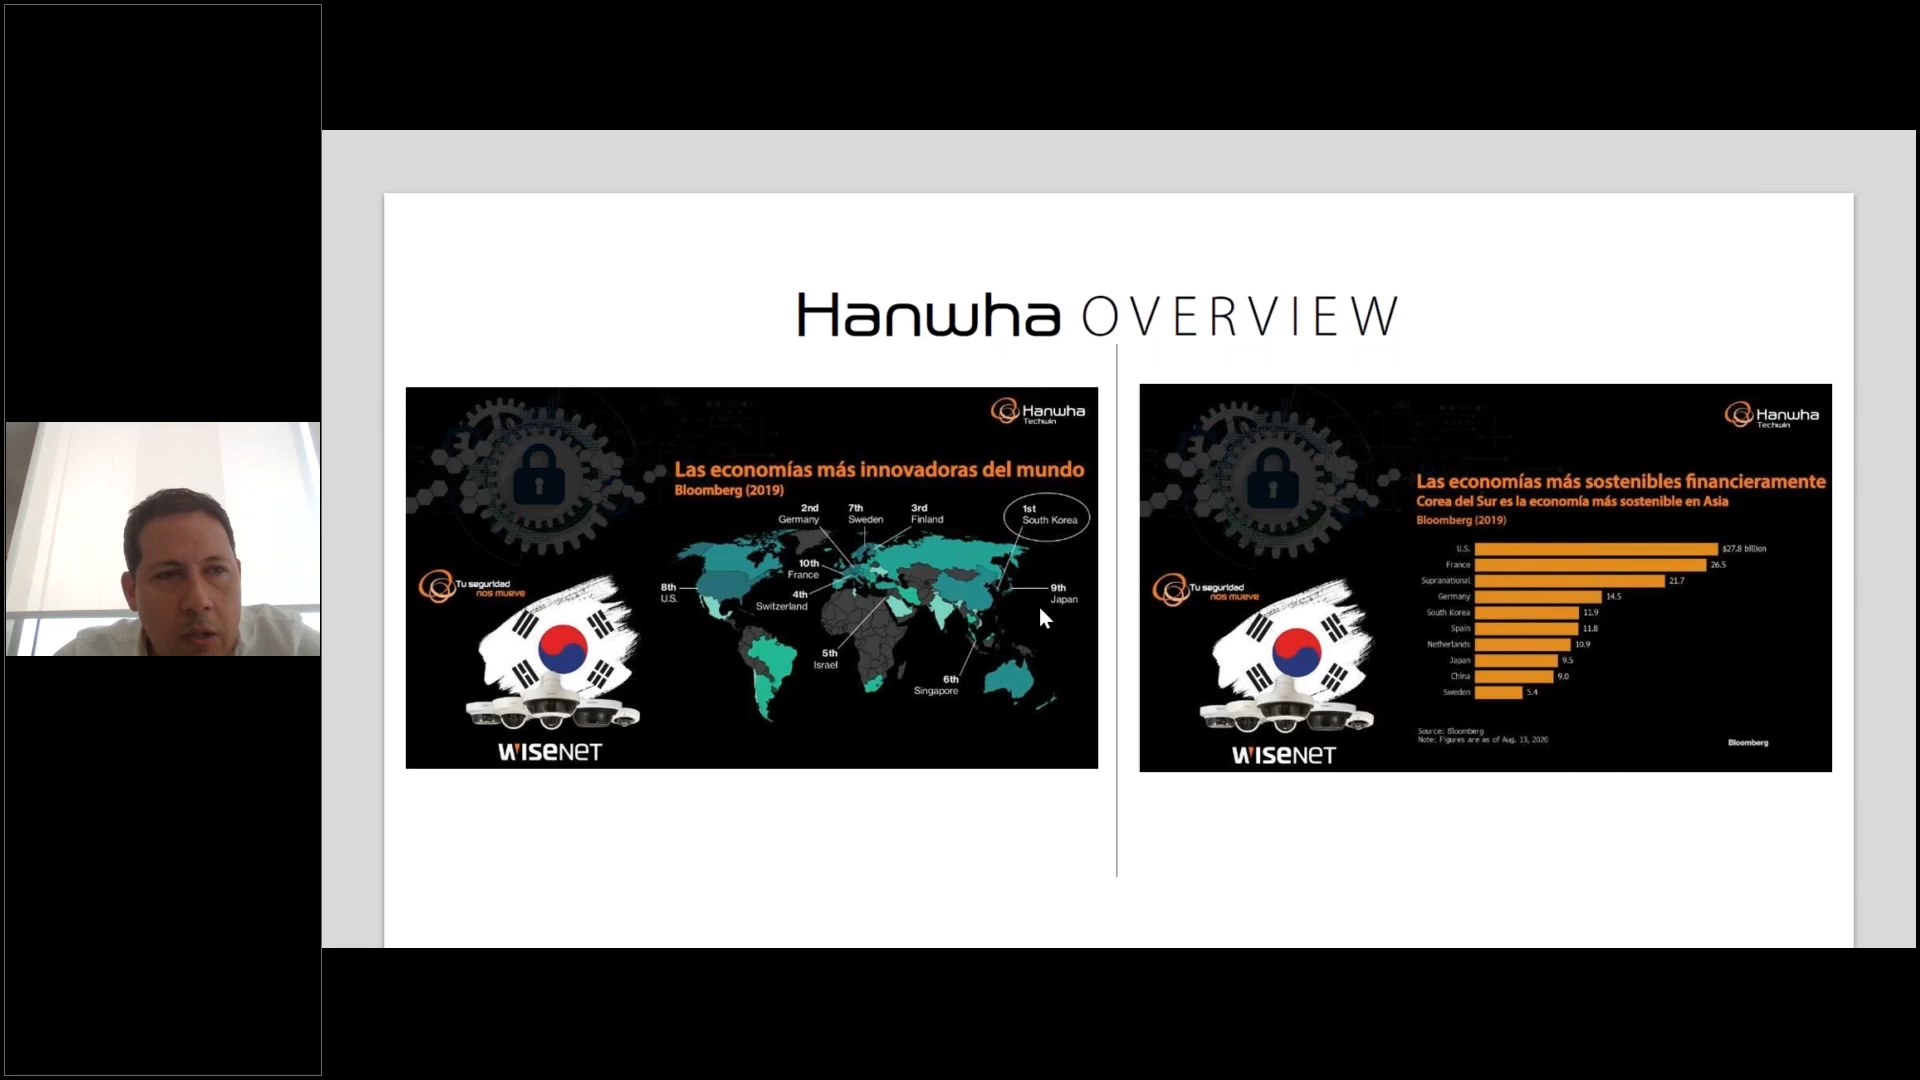 Hanwha OVERVIEW
Hanwha
Techwin
Las economías más innovadoras del mundo
Bloomberg (2019)
2nd
Germany
7th
Sweden
3rd
Finland
1st
South Korea
10th
France
8th
U.S.
4th
Switzerland
9th
Japan
5th
Israel
6th
Singapore
Tu seguridad
nos mueve
WISENET
Hanwha
Techwin
Las economías más sostenibles financieramente
Corea del Sur es la economía más sostenible en Asia
Bloomberg (2019)
U.S. $27.8 billion
France 26.5
Supranational 21.7
Germany 14.5
South Korea 11.9
Spain 11.8
Netherlands 10.9
Japan 9.5
China 9.0
Sweden 5.4
Source: Bloomberg
Note: Figures are as of Aug. 13, 2020
Bloomberg
Tu seguridad
nos mueve
WISENET